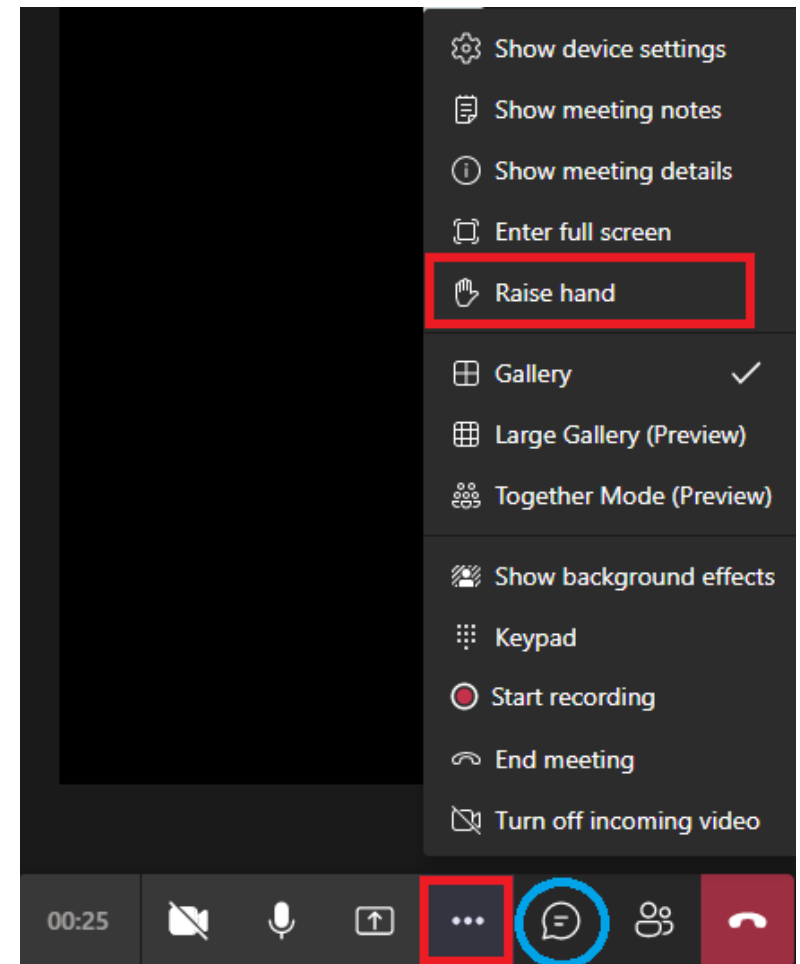 Show device settings
Show meeting notes
Show meeting details
Enter full screen
Raise hand
Gallery
Large Gallery (Preview)
Together Mode (Preview)
Show background effects
Keypad
Start recording
End meeting
Turn off incoming video
00:25